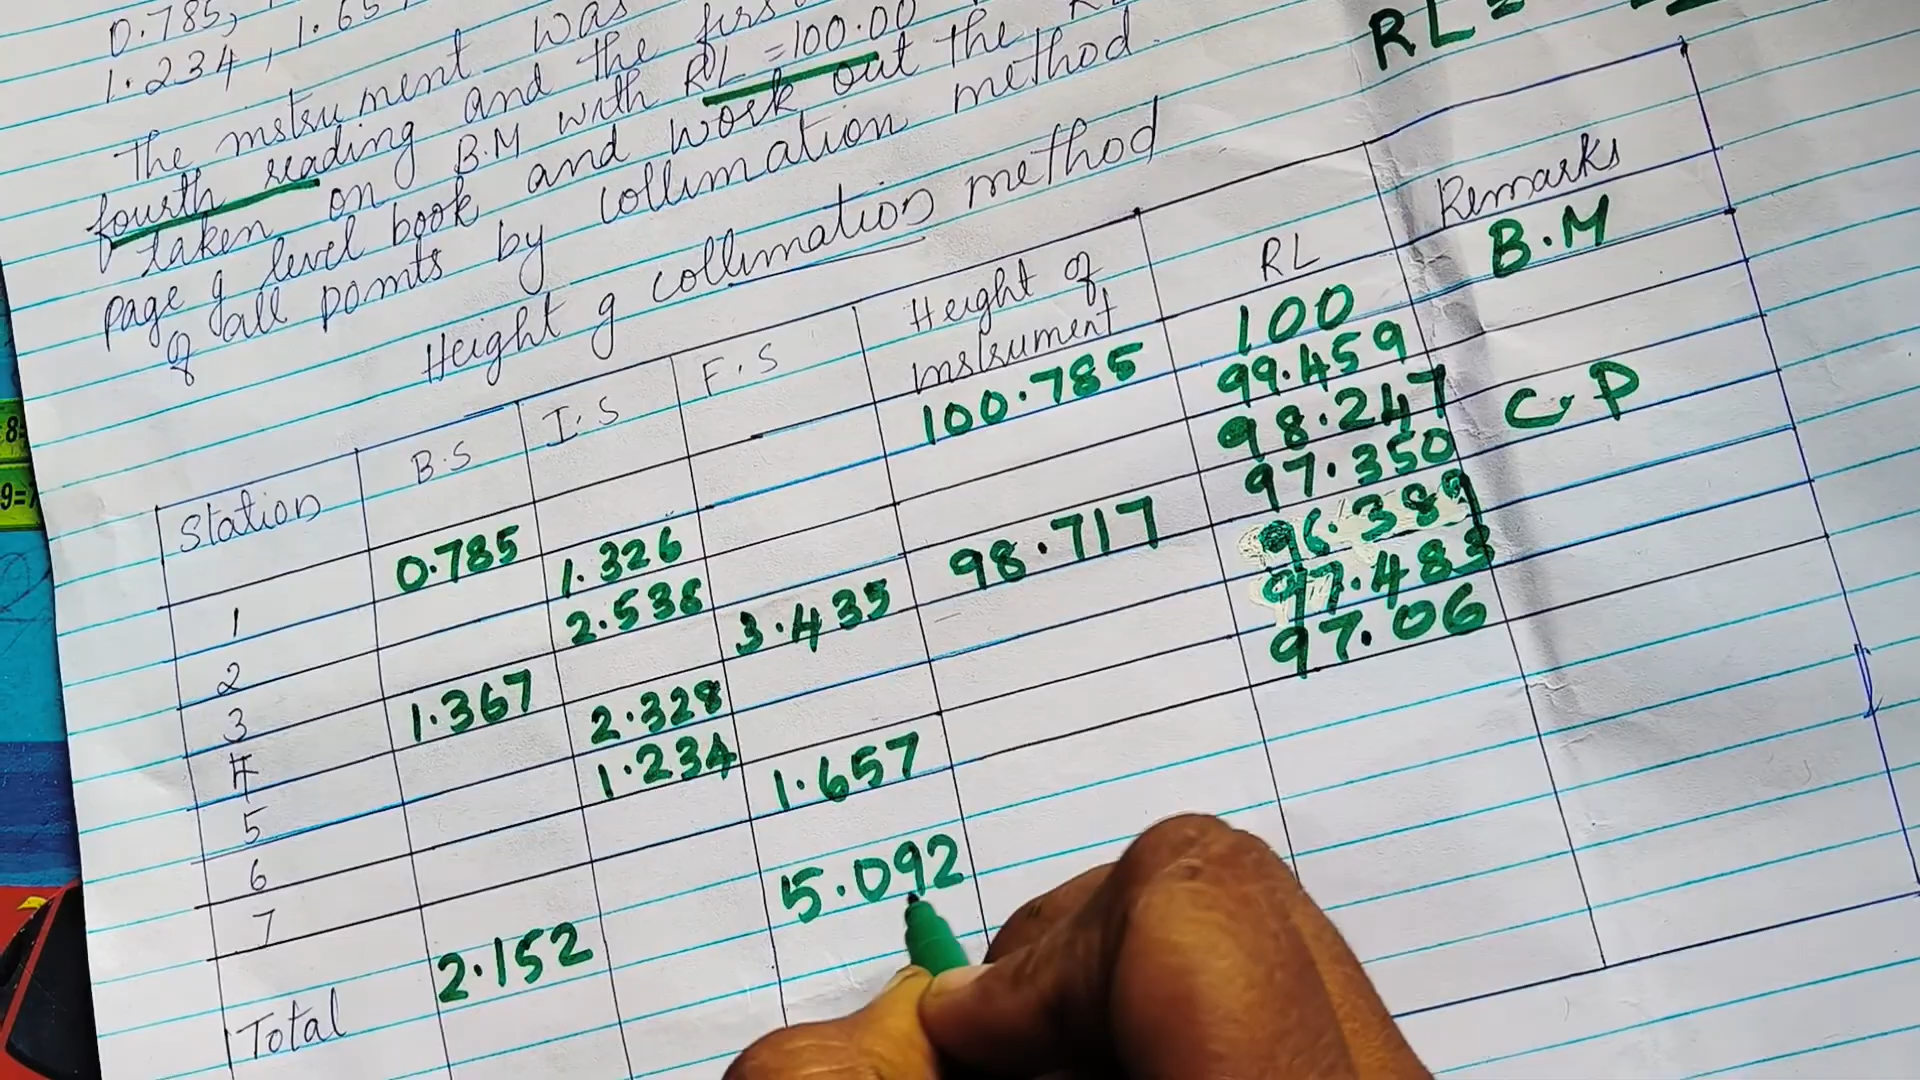 0.785,
1.234, 1.657
RL =
The instrument was
fourth reading and the first
taken on B.M with RL =100.00
page of level book and work out the RL
of all points by collimation method.
Height of collimation method
Station B.S I.S F.S Height of instrument RL Remarks
1 0.785 - 100.785 100 B.M
2 1.326 99.459
3 2.538 98.247
4 1.367 3.435 98.717 97.350 C.P
5 2.328 96.389
6 1.234 97.483
7 1.657 97.06
Total 2.152 5.092